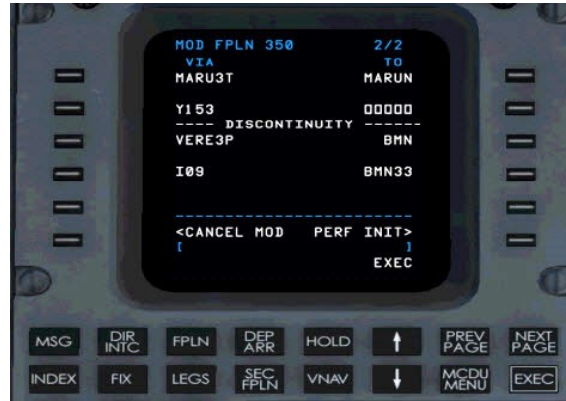 MOD FPLN 350 2/2
VIA TO
MARU3T MARUN
Y153 □□□□□
---- DISCONTINUITY ------
VERE3P BMN
I09 BMN33
------------------------
<CANCEL MOD PERF INIT>
[ ]
EXEC
MSG DIR INTC FPLN DEP ARR HOLD ↑ PREV PAGE NEXT PAGE
INDEX FIX LEGS SEC FPLN VNAV ↓ MCDU MENU EXEC